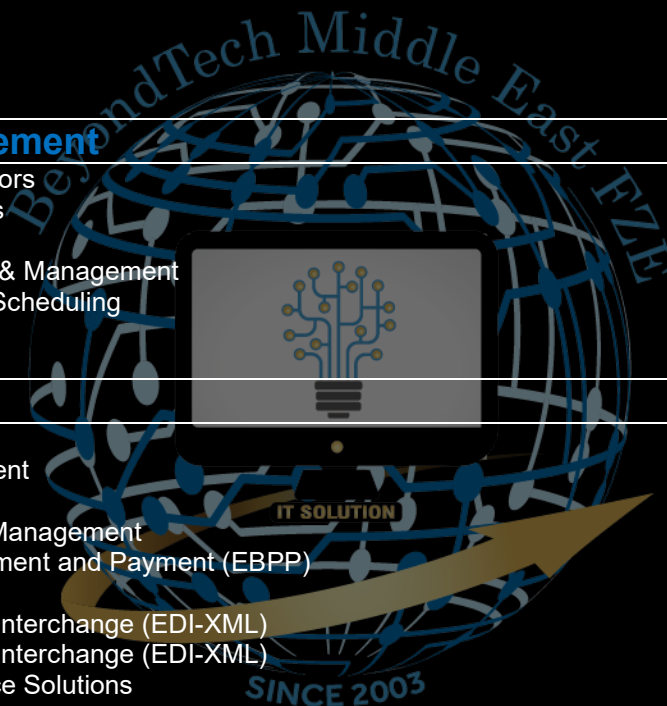 BeyondTech Middle East FZE
ement
ors
s
& Management
Scheduling
ent
Management
ment and Payment (EBPP)
IT SOLUTION
nterchange (EDI-XML)
nterchange (EDI-XML)
ce Solutions
SINCE 2003